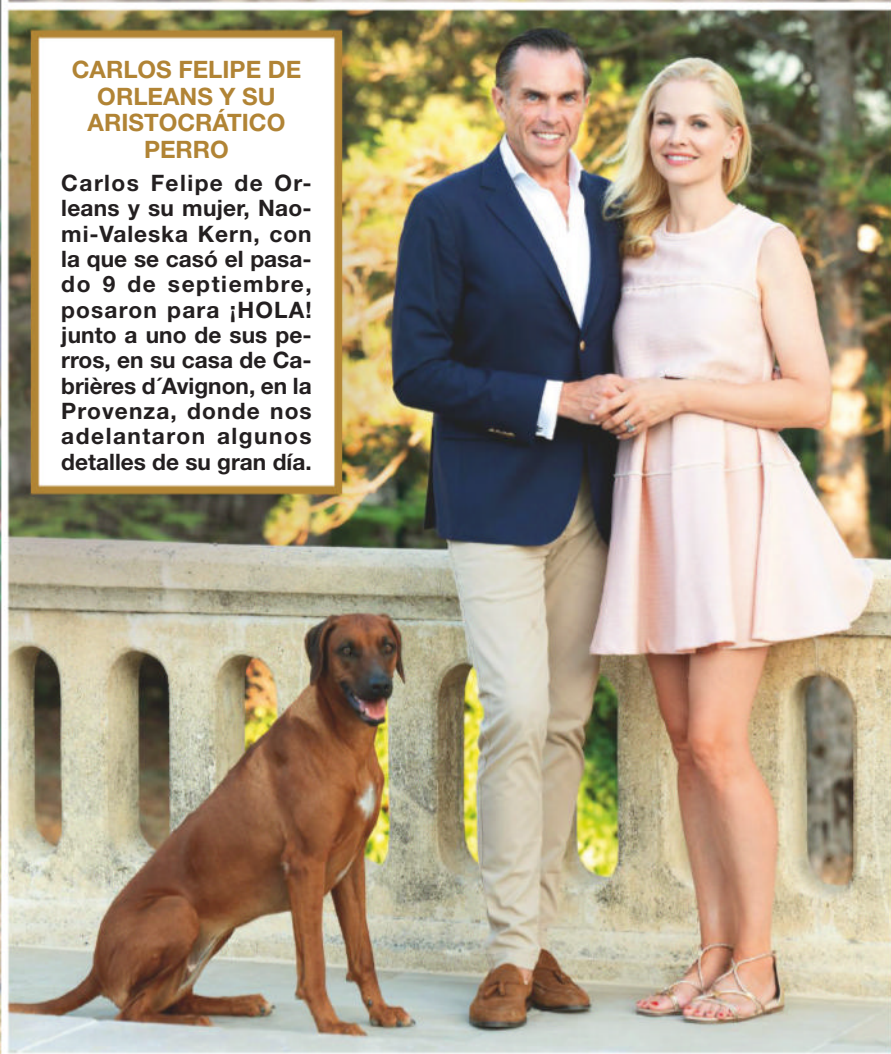 CARLOS FELIPE DE
ORLEANS Y SU
ARISTOCRÁTICO
PERRO
Carlos Felipe de Or-
leans y su mujer, Nao-
mi-Valeska Kern, con
la que se casó el pasa-
do 9 de septiembre,
posaron para ¡HOLA!
junto a uno de sus pe-
rros, en su casa de Ca-
brières d´Avignon, en la
Provenza, donde nos
adelantaron algunos
detalles de su gran día.